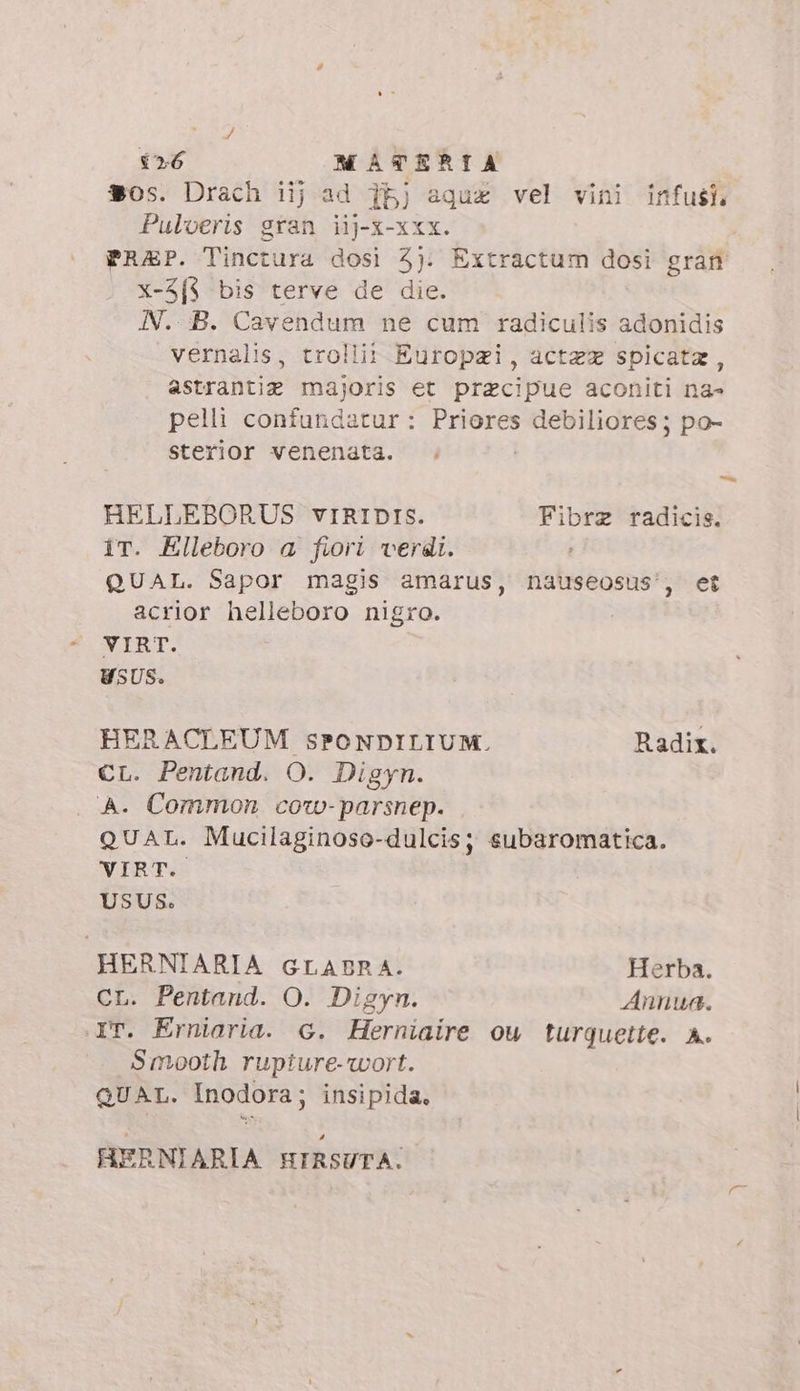 126 MATERIA
Dos. Drach iij ad ℔j aquæ vel vini infusi.
Pulveris gran iij-x-xxx.
PRÆP. Tinctura dosi ʒj. Extractum dosi gran
x-ʒß bis terve de die.
N. B. Cavendum ne cum radiculis adonidis
vernalis, trollii Europæi, actææ spicatæ,
astrantiæ majoris et præcipue aconiti na-
pelli confundatur: Priores debiliores; po-
sterior venenata.
HELLEBORUS VIRIDIS. Fibræ radicis.
IT. Elleboro a fiori verdi.
QUAL. Sapor magis amarus, nauseosus, et
acrior helleboro nigro.
VIRT.
USUS.
HERACLEUM SPONDILIUM. Radix.
CL. Pentand. O. Digyn.
A. Common cow-parsnep.
QUAL. Mucilaginoso-dulcis; subaromatica.
VIRT.
USUS.
HERNIARIA GLABRA. Herba.
CL. Pentand. O. Digyn. Annua.
IT. Erniaria. G. Herniaire ou turquette. A.
Smooth rupture-wort.
QUAL. Inodora; insipida.
HERNIARIA HIRSUTA.